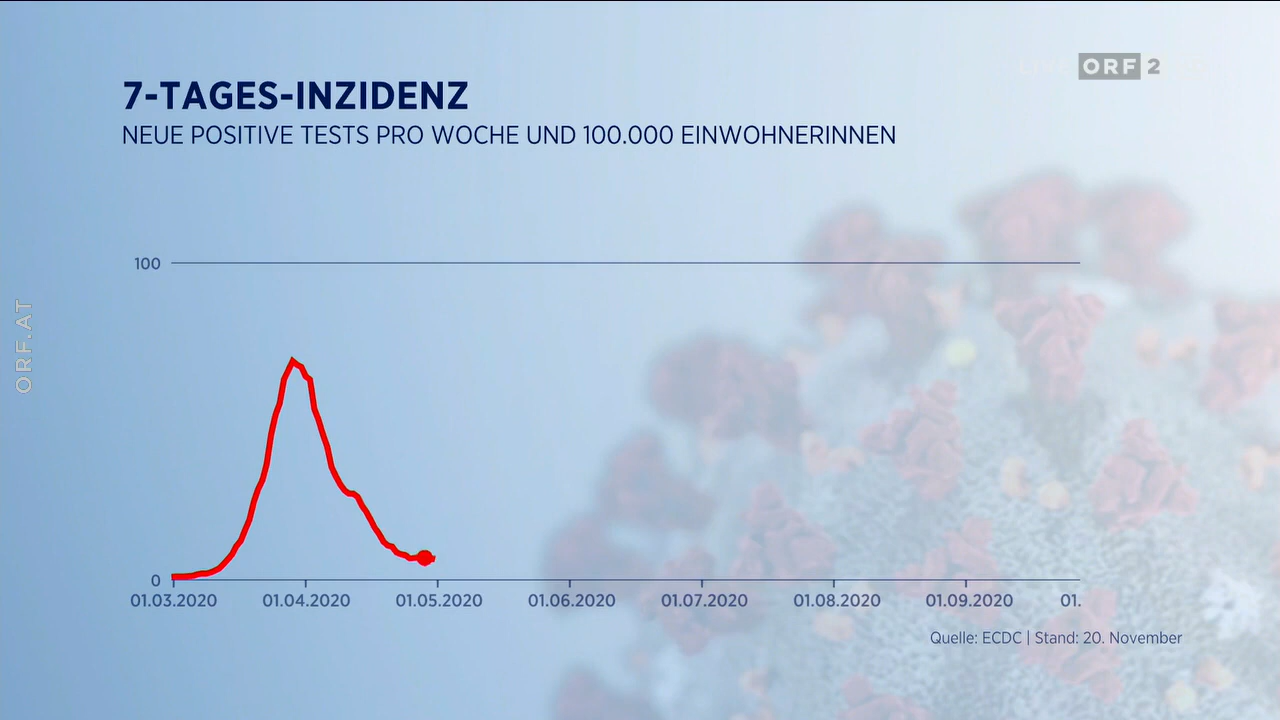 ORF 2
7-TAGES-INZIDENZ
NEUE POSITIVE TESTS PRO WOCHE UND 100.000 EINWOHNERINNEN
100
ORF.AT
0
01.03.2020 01.04.2020 01.05.2020 01.06.2020 01.07.2020 01.08.2020 01.09.2020 01.
Quelle: ECDC | Stand: 20. November